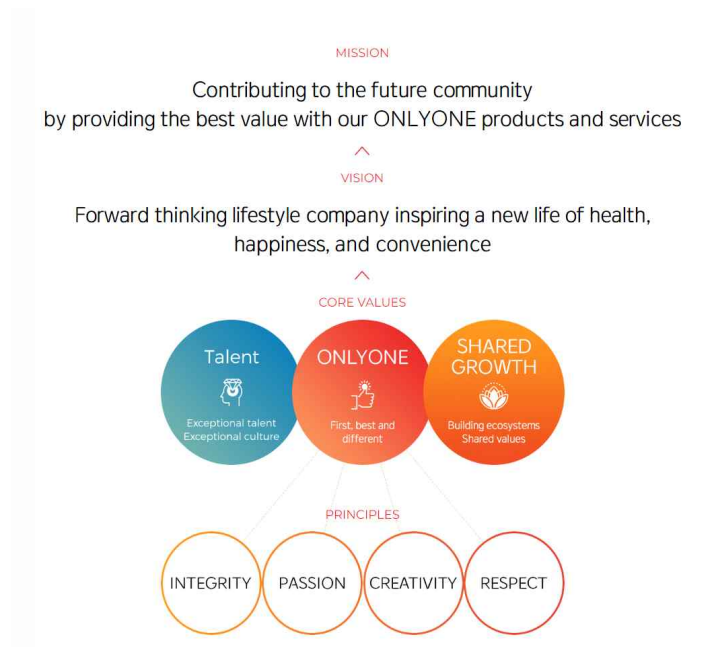 MISSION
Contributing to the future community
by providing the best value with our ONLYONE products and services
VISION
Forward thinking lifestyle company inspiring a new life of health,
happiness, and convenience
CORE VALUES
Talent
Exceptional talent
Exceptional culture
ONLYONE
First, best and
different
SHARED
GROWTH
Building ecosystems
Shared values
PRINCIPLES
INTEGRITY
PASSION
CREATIVITY
RESPECT